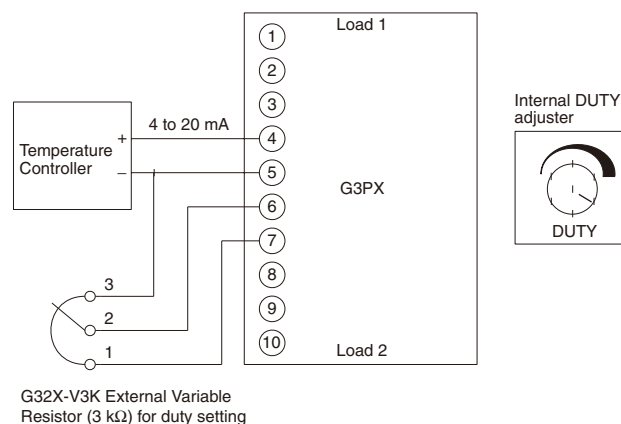 Load 1
1
2
3
4
5
6
7
8
9
10
4 to 20 mA
+
Temperature
Controller
−
G3PX
Internal DUTY
adjuster
DUTY
3
2
1
Load 2
G32X-V3K External Variable
Resistor (3 kΩ) for duty setting